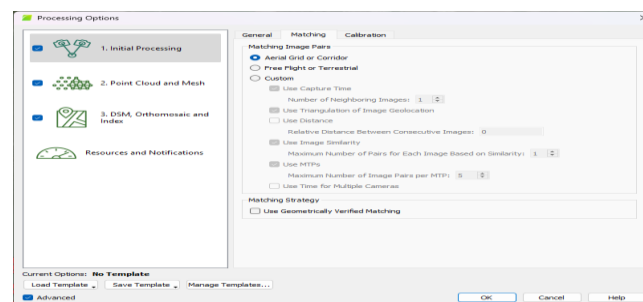 Processing Options
1. Initial Processing
2. Point Cloud and Mesh
3. DSM, Orthomosaic and
Index
Resources and Notifications
General Matching Calibration
Matching Image Pairs
Aerial Grid or Corridor
Free Flight or Terrestrial
Custom
Use Capture Time
Number of Neighboring Images: 1
Use Triangulation of Image Geolocation
Use Distance
Relative Distance Between Consecutive Images: 0
Use Image Similarity
Maximum Number of Pairs for Each Image Based on Similarity: 1
Use MTPs
Maximum Number of Image Pairs per MTP: 5
Use Time for Multiple Cameras
Matching Strategy
Use Geometrically Verified Matching
Current Options: No Template
Load Template Save Template Manage Templates...
Advanced
OK Cancel Help